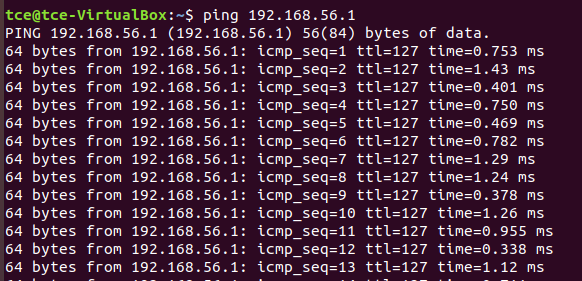 tce@tce-VirtualBox:~$ ping 192.168.56.1
PING 192.168.56.1 (192.168.56.1) 56(84) bytes of data.
64 bytes from 192.168.56.1: icmp_seq=1 ttl=127 time=0.753 ms
64 bytes from 192.168.56.1: icmp_seq=2 ttl=127 time=1.43 ms
64 bytes from 192.168.56.1: icmp_seq=3 ttl=127 time=0.401 ms
64 bytes from 192.168.56.1: icmp_seq=4 ttl=127 time=0.750 ms
64 bytes from 192.168.56.1: icmp_seq=5 ttl=127 time=0.469 ms
64 bytes from 192.168.56.1: icmp_seq=6 ttl=127 time=0.782 ms
64 bytes from 192.168.56.1: icmp_seq=7 ttl=127 time=1.29 ms
64 bytes from 192.168.56.1: icmp_seq=8 ttl=127 time=1.24 ms
64 bytes from 192.168.56.1: icmp_seq=9 ttl=127 time=0.378 ms
64 bytes from 192.168.56.1: icmp_seq=10 ttl=127 time=1.26 ms
64 bytes from 192.168.56.1: icmp_seq=11 ttl=127 time=0.955 ms
64 bytes from 192.168.56.1: icmp_seq=12 ttl=127 time=0.338 ms
64 bytes from 192.168.56.1: icmp_seq=13 ttl=127 time=1.12 ms